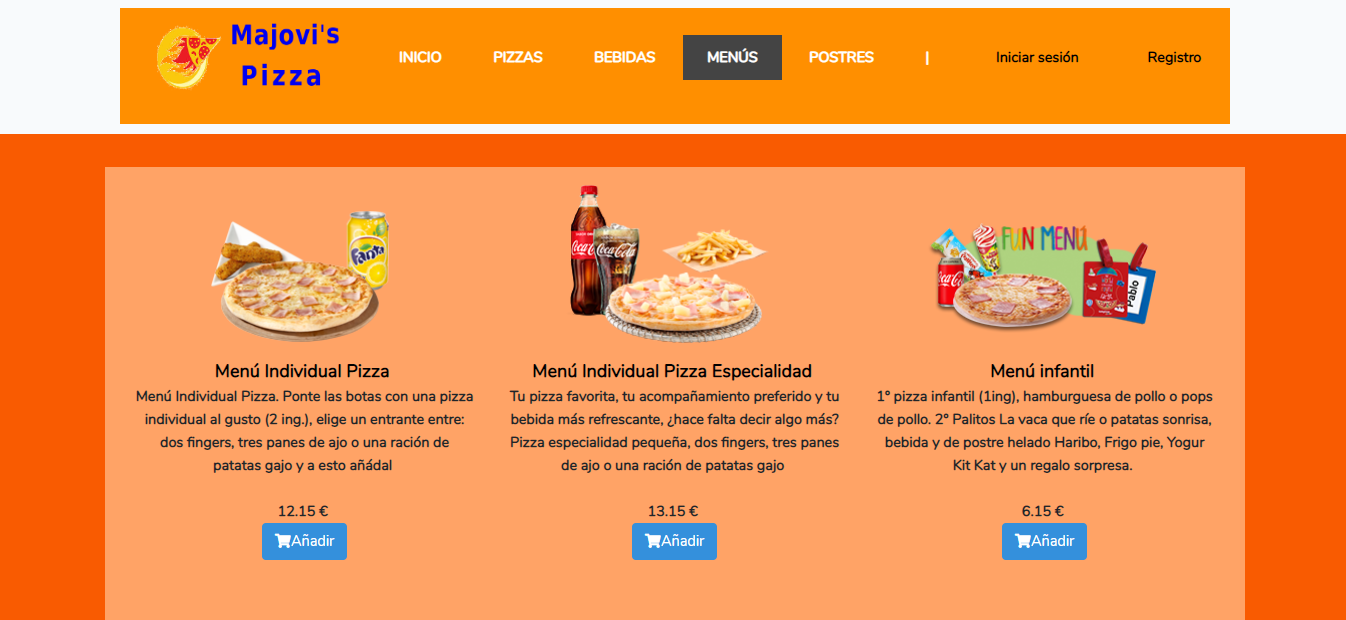 Majovi's
Pizza
INICIO PIZZAS BEBIDAS MENÚS POSTRES | Iniciar sesión Registro
Fanta
Coca-Cola
Coca-Cola
FUN MENÚ
Coca-Cola
Pablo
Menú Individual Pizza
Menú Individual Pizza. Ponte las botas con una pizza
individual al gusto (2 ing.), elige un entrante entre:
dos fingers, tres panes de ajo o una ración de
patatas gajo y a esto añádal
12.15 €
Añadir
Menú Individual Pizza Especialidad
Tu pizza favorita, tu acompañamiento preferido y tu
bebida más refrescante, ¿hace falta decir algo más?
Pizza especialidad pequeña, dos fingers, tres panes
de ajo o una ración de patatas gajo
13.15 €
Añadir
Menú infantil
1º pizza infantil (1ing), hamburguesa de pollo o pops
de pollo. 2º Palitos La vaca que ríe o patatas sonrisa,
bebida y de postre helado Haribo, Frigo pie, Yogur
Kit Kat y un regalo sorpresa.
6.15 €
Añadir